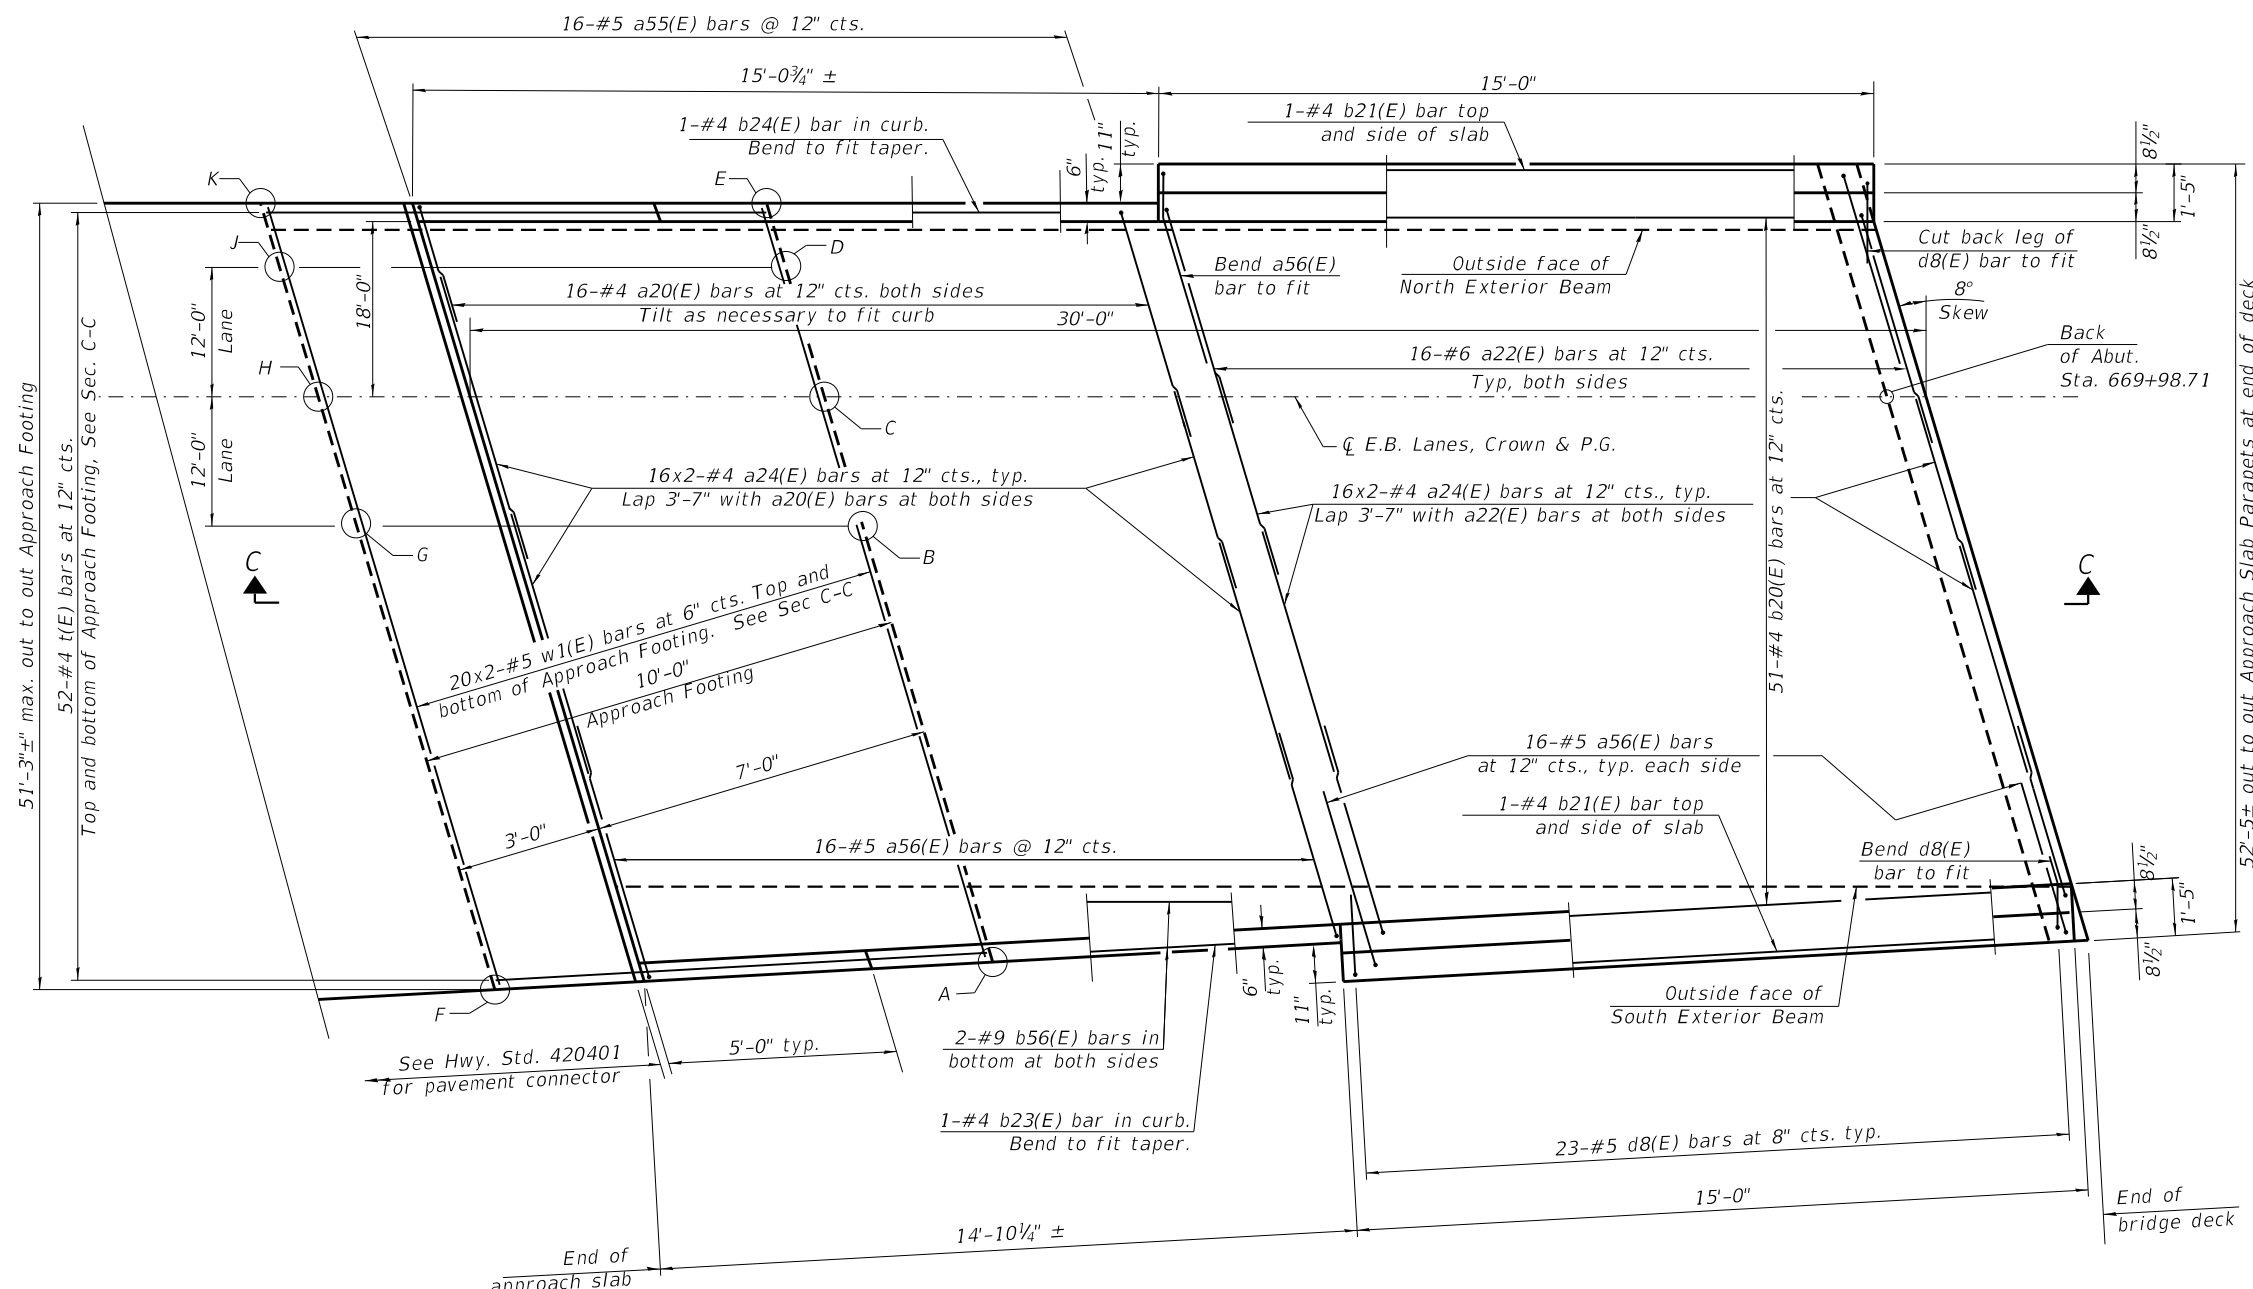 16-#5 a55(E) bars @ 12" cts.
15'-0¾" ±
15'-0"
1-#4 b21(E) bar top
and side of slab
1-#4 b24(E) bar in curb.
Bend to fit taper.
6"
typ.
11"
typ.
8½"
8½"
1'-5"
K
E
J
D
Cut back leg of
d8(E) bar to fit
8°
Skew
Bend a56(E)
bar to fit
Outside face of
North Exterior Beam
16-#4 a20(E) bars at 12" cts. both sides
Tilt as necessary to fit curb
30'-0"
18'-0"
12'-0"
Lane
12'-0"
Lane
H
C
16-#6 a22(E) bars at 12" cts.
Typ, both sides
Back
of Abut.
Sta. 669+98.71
℄ E.B. Lanes, Crown & P.G.
16x2-#4 a24(E) bars at 12" cts., typ.
Lap 3'-7" with a20(E) bars at both sides
16x2-#4 a24(E) bars at 12" cts., typ.
Lap 3'-7" with a22(E) bars at both sides
51'-3"±" max. out to out Approach Footing
52-#4 t(E) bars at 12" cts.
Top and bottom of Approach Footing, See Sec. C-C
51-#4 b20(E) bars at 12" cts.
52'-5± out to out Approach Slab Parapets at end of deck
G
B
C
C
20x2-#5 w1(E) bars at 6" cts. Top and
bottom of Approach Footing. See Sec C-C
10'-0"
Approach Footing
7'-0"
3'-0"
16-#5 a56(E) bars
at 12" cts., typ. each side
1-#4 b21(E) bar top
and side of slab
16-#5 a56(E) bars @ 12" cts.
Bend d8(E)
bar to fit
8½"
1'-5"
8½"
F
A
6"
typ.
11"
typ.
Outside face of
South Exterior Beam
See Hwy. Std. 420401
for pavement connector
5'-0" typ.
2-#9 b56(E) bars in
bottom at both sides
1-#4 b23(E) bar in curb.
Bend to fit taper.
23-#5 d8(E) bars at 8" cts. typ.
15'-0"
14'-10¼" ±
End of
bridge deck
End of
approach slab